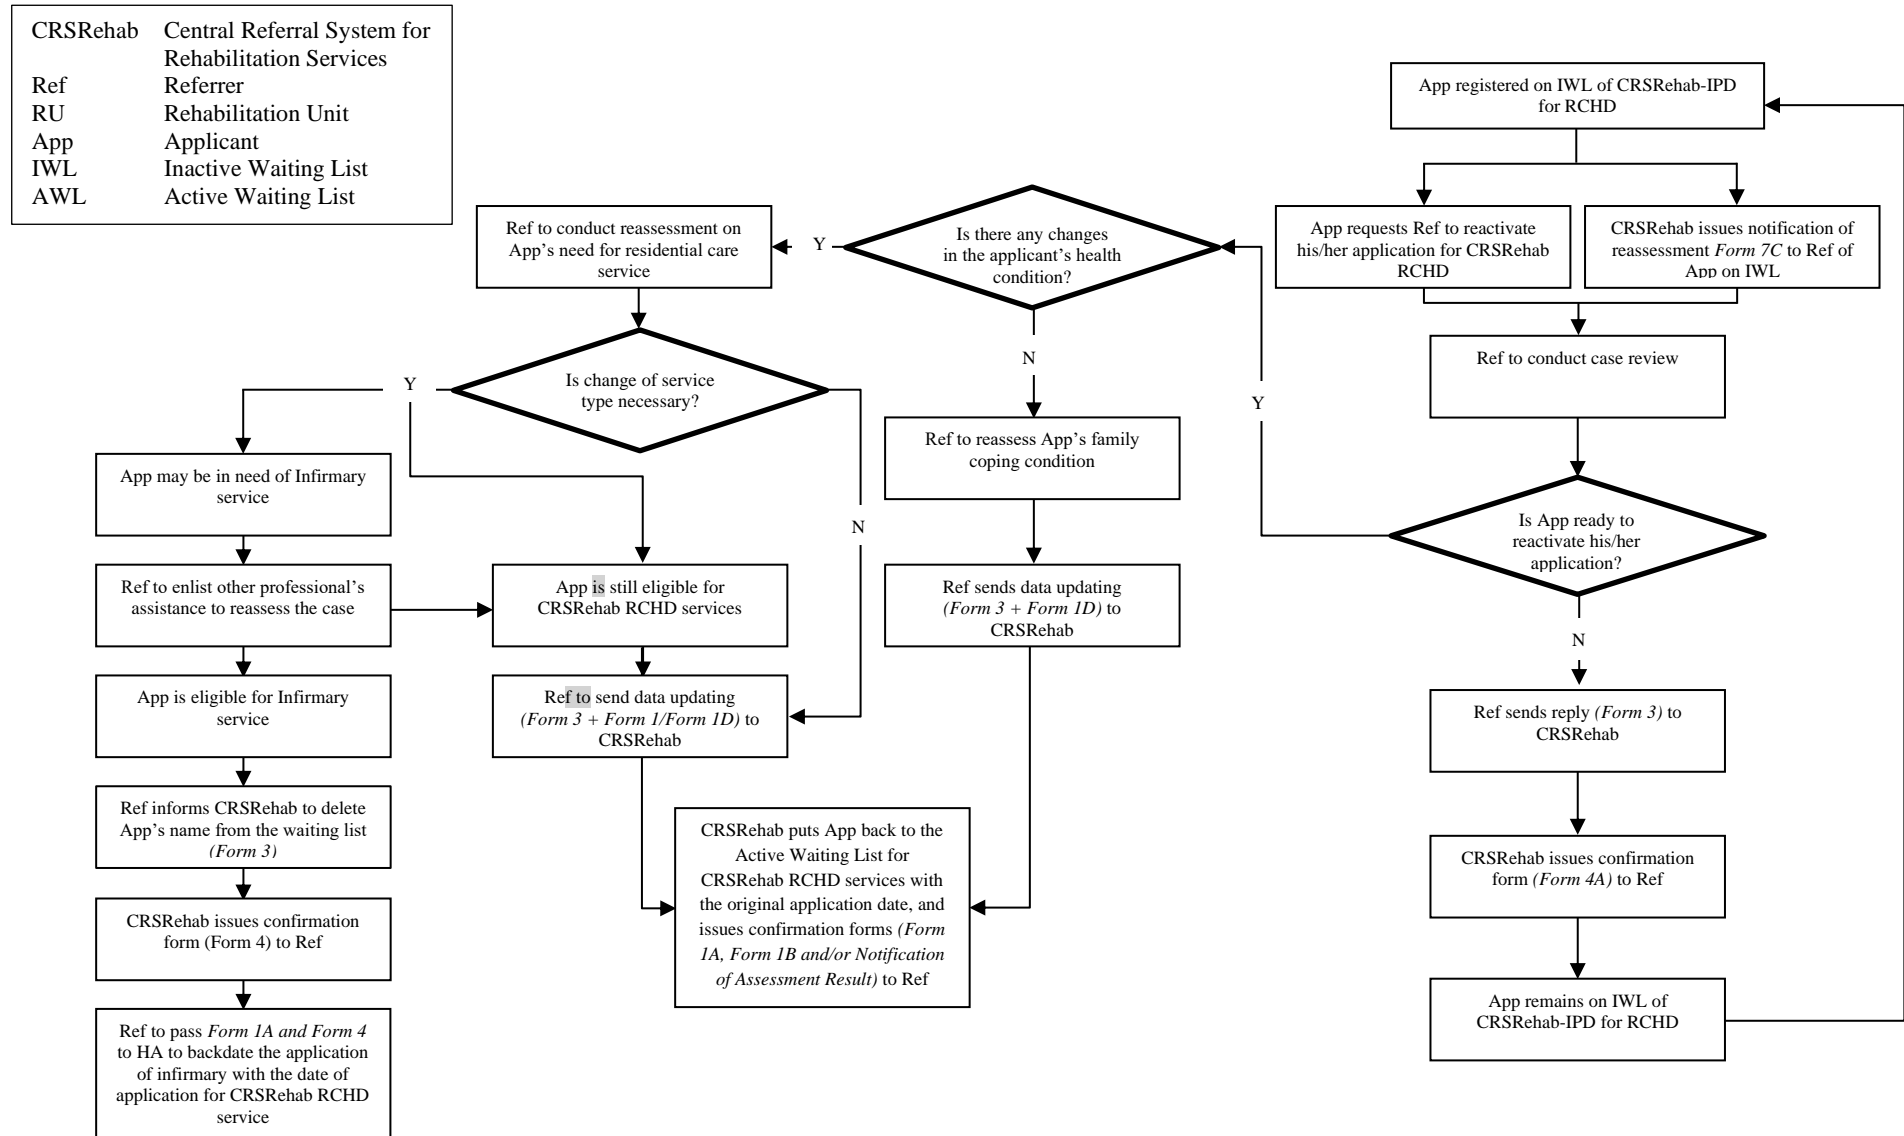 CRSRehab Central Referral System for
Rehabilitation Services
Ref Referrer
RU Rehabilitation Unit
App Applicant
IWL Inactive Waiting List
AWL Active Waiting List
App registered on IWL of CRSRehab-IPD
for RCHD
App requests Ref to reactivate
his/her application for CRSRehab
RCHD
CRSRehab issues notification of
reassessment Form 7C to Ref of
App on IWL
Ref to conduct case review
Is App ready to
reactivate his/her
application?
Y
N
Ref sends reply (Form 3) to
CRSRehab
CRSRehab issues confirmation
form (Form 4A) to Ref
App remains on IWL of
CRSRehab-IPD for RCHD
Is there any changes
in the applicant's health
condition?
Y
N
Ref to reassess App's family
coping condition
Ref sends data updating
(Form 3 + Form 1D) to
CRSRehab
Ref to conduct reassessment on
App's need for residential care
service
Is change of service
type necessary?
Y
N
App may be in need of Infirmary
service
Ref to enlist other professional's
assistance to reassess the case
App is eligible for Infirmary
service
Ref informs CRSRehab to delete
App's name from the waiting list
(Form 3)
CRSRehab issues confirmation
form (Form 4) to Ref
Ref to pass Form 1A and Form 4
to HA to backdate the application
of infirmary with the date of
application for CRSRehab RCHD
service
App is still eligible for
CRSRehab RCHD services
Ref to send data updating
(Form 3 + Form 1/Form 1D) to
CRSRehab
CRSRehab puts App back to the
Active Waiting List for
CRSRehab RCHD services with
the original application date, and
issues confirmation forms (Form
1A, Form 1B and/or Notification
of Assessment Result) to Ref